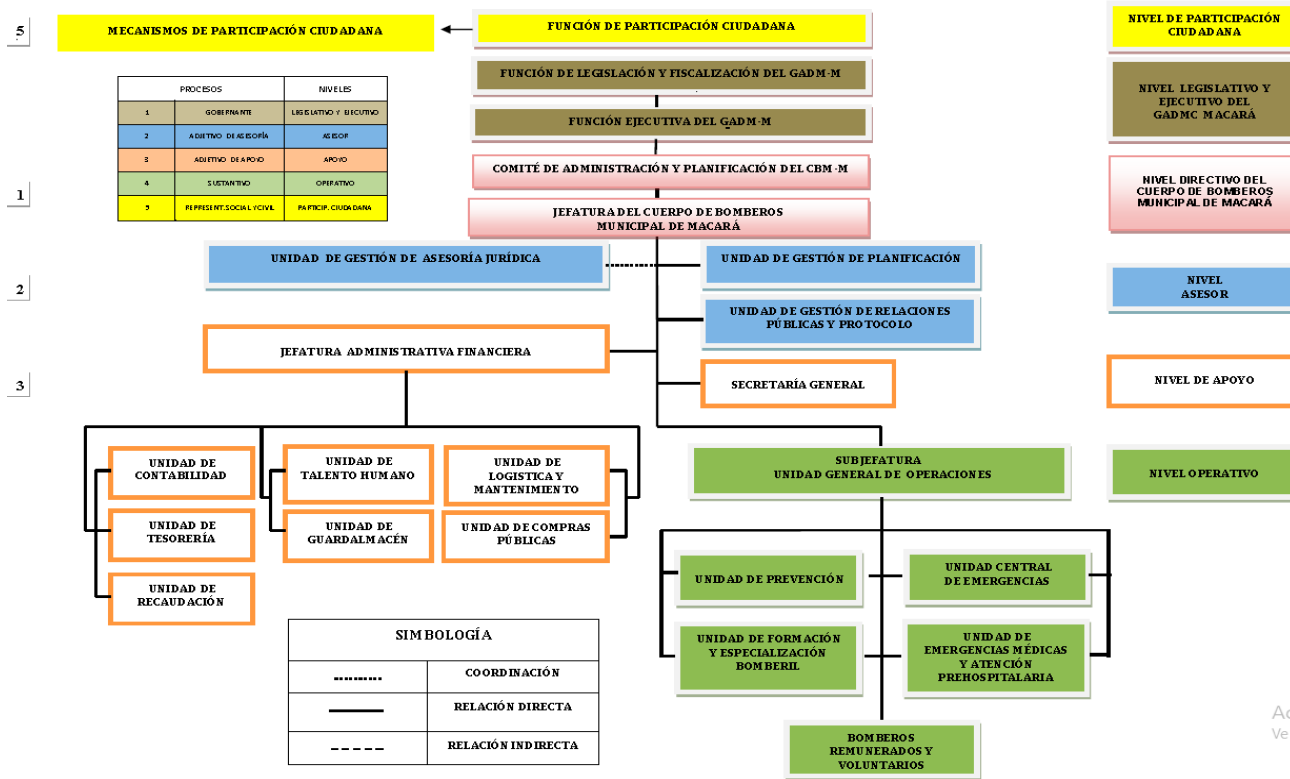 5
MECANISMOS DE PARTICIPACIÓN CIUDADANA
FUNCIÓN DE PARTICIPACIÓN CIUDADANA
NIVEL DE PARTICIPACIÓN
CIUDADANA
FUNCIÓN DE LEGISLACIÓN Y FISCALIZACIÓN DEL GADM-M
FUNCIÓN EJECUTIVA DEL GADM-M
NIVEL LEGISLATIVO Y
EJECUTIVO DEL
GADMC MACARÁ
PROCESOS NIVELES
1 GOBERNANTE LEGISLATIVO Y EJECUTIVO
2 ADJETIVO DE ASESORÍA ASESOR
3 ADJETIVO DE APOYO APOYO
4 SUSTANTIVO OPERATIVO
5 REPRESENT.SOCIAL Y CIVIL PARTICIP. CIUDADANA
1
COMITÉ DE ADMINISTRACIÓN Y PLANIFICACIÓN DEL CBM-M
JEFATURA DEL CUERPO DE BOMBEROS
MUNICIPAL DE MACARÁ
NIVEL DIRECTIVO DEL
CUERPO DE BOMBEROS
MUNICIPAL DE MACARÁ
2
UNIDAD DE GESTIÓN DE ASESORÍA JURÍDICA
UNIDAD DE GESTIÓN DE PLANIFICACIÓN
UNIDAD DE GESTIÓN DE RELACIONES
PÚBLICAS Y PROTOCOLO
NIVEL
ASESOR
3
JEFATURA ADMINISTRATIVA FINANCIERA
SECRETARÍA GENERAL
NIVEL DE APOYO
UNIDAD DE
CONTABILIDAD
UNIDAD DE
TALENTO HUMANO
UNIDAD DE
LOGISTICA Y
MANTENIMIENTO
UNIDAD DE
TESORERÍA
UNIDAD DE
GUARDALMACÉN
UNIDAD DE COMPRAS
PÚBLICAS
UNIDAD DE
RECAUDACIÓN
SUBJEFATURA
UNIDAD GENERAL DE OPERACIONES
NIVEL OPERATIVO
UNIDAD DE PREVENCIÓN
UNIDAD CENTRAL
DE EMERGENCIAS
UNIDAD DE FORMACIÓN
Y ESPECIALIZACIÓN
BOMBERIL
UNIDAD DE
EMERGENCIAS MÉDICAS
Y ATENCIÓN
PREHOSPITALARIA
BOMBEROS
REMUNERADOS Y
VOLUNTARIOS
SIMBOLOGÍA
COORDINACIÓN
RELACIÓN DIRECTA
RELACIÓN INDIRECTA